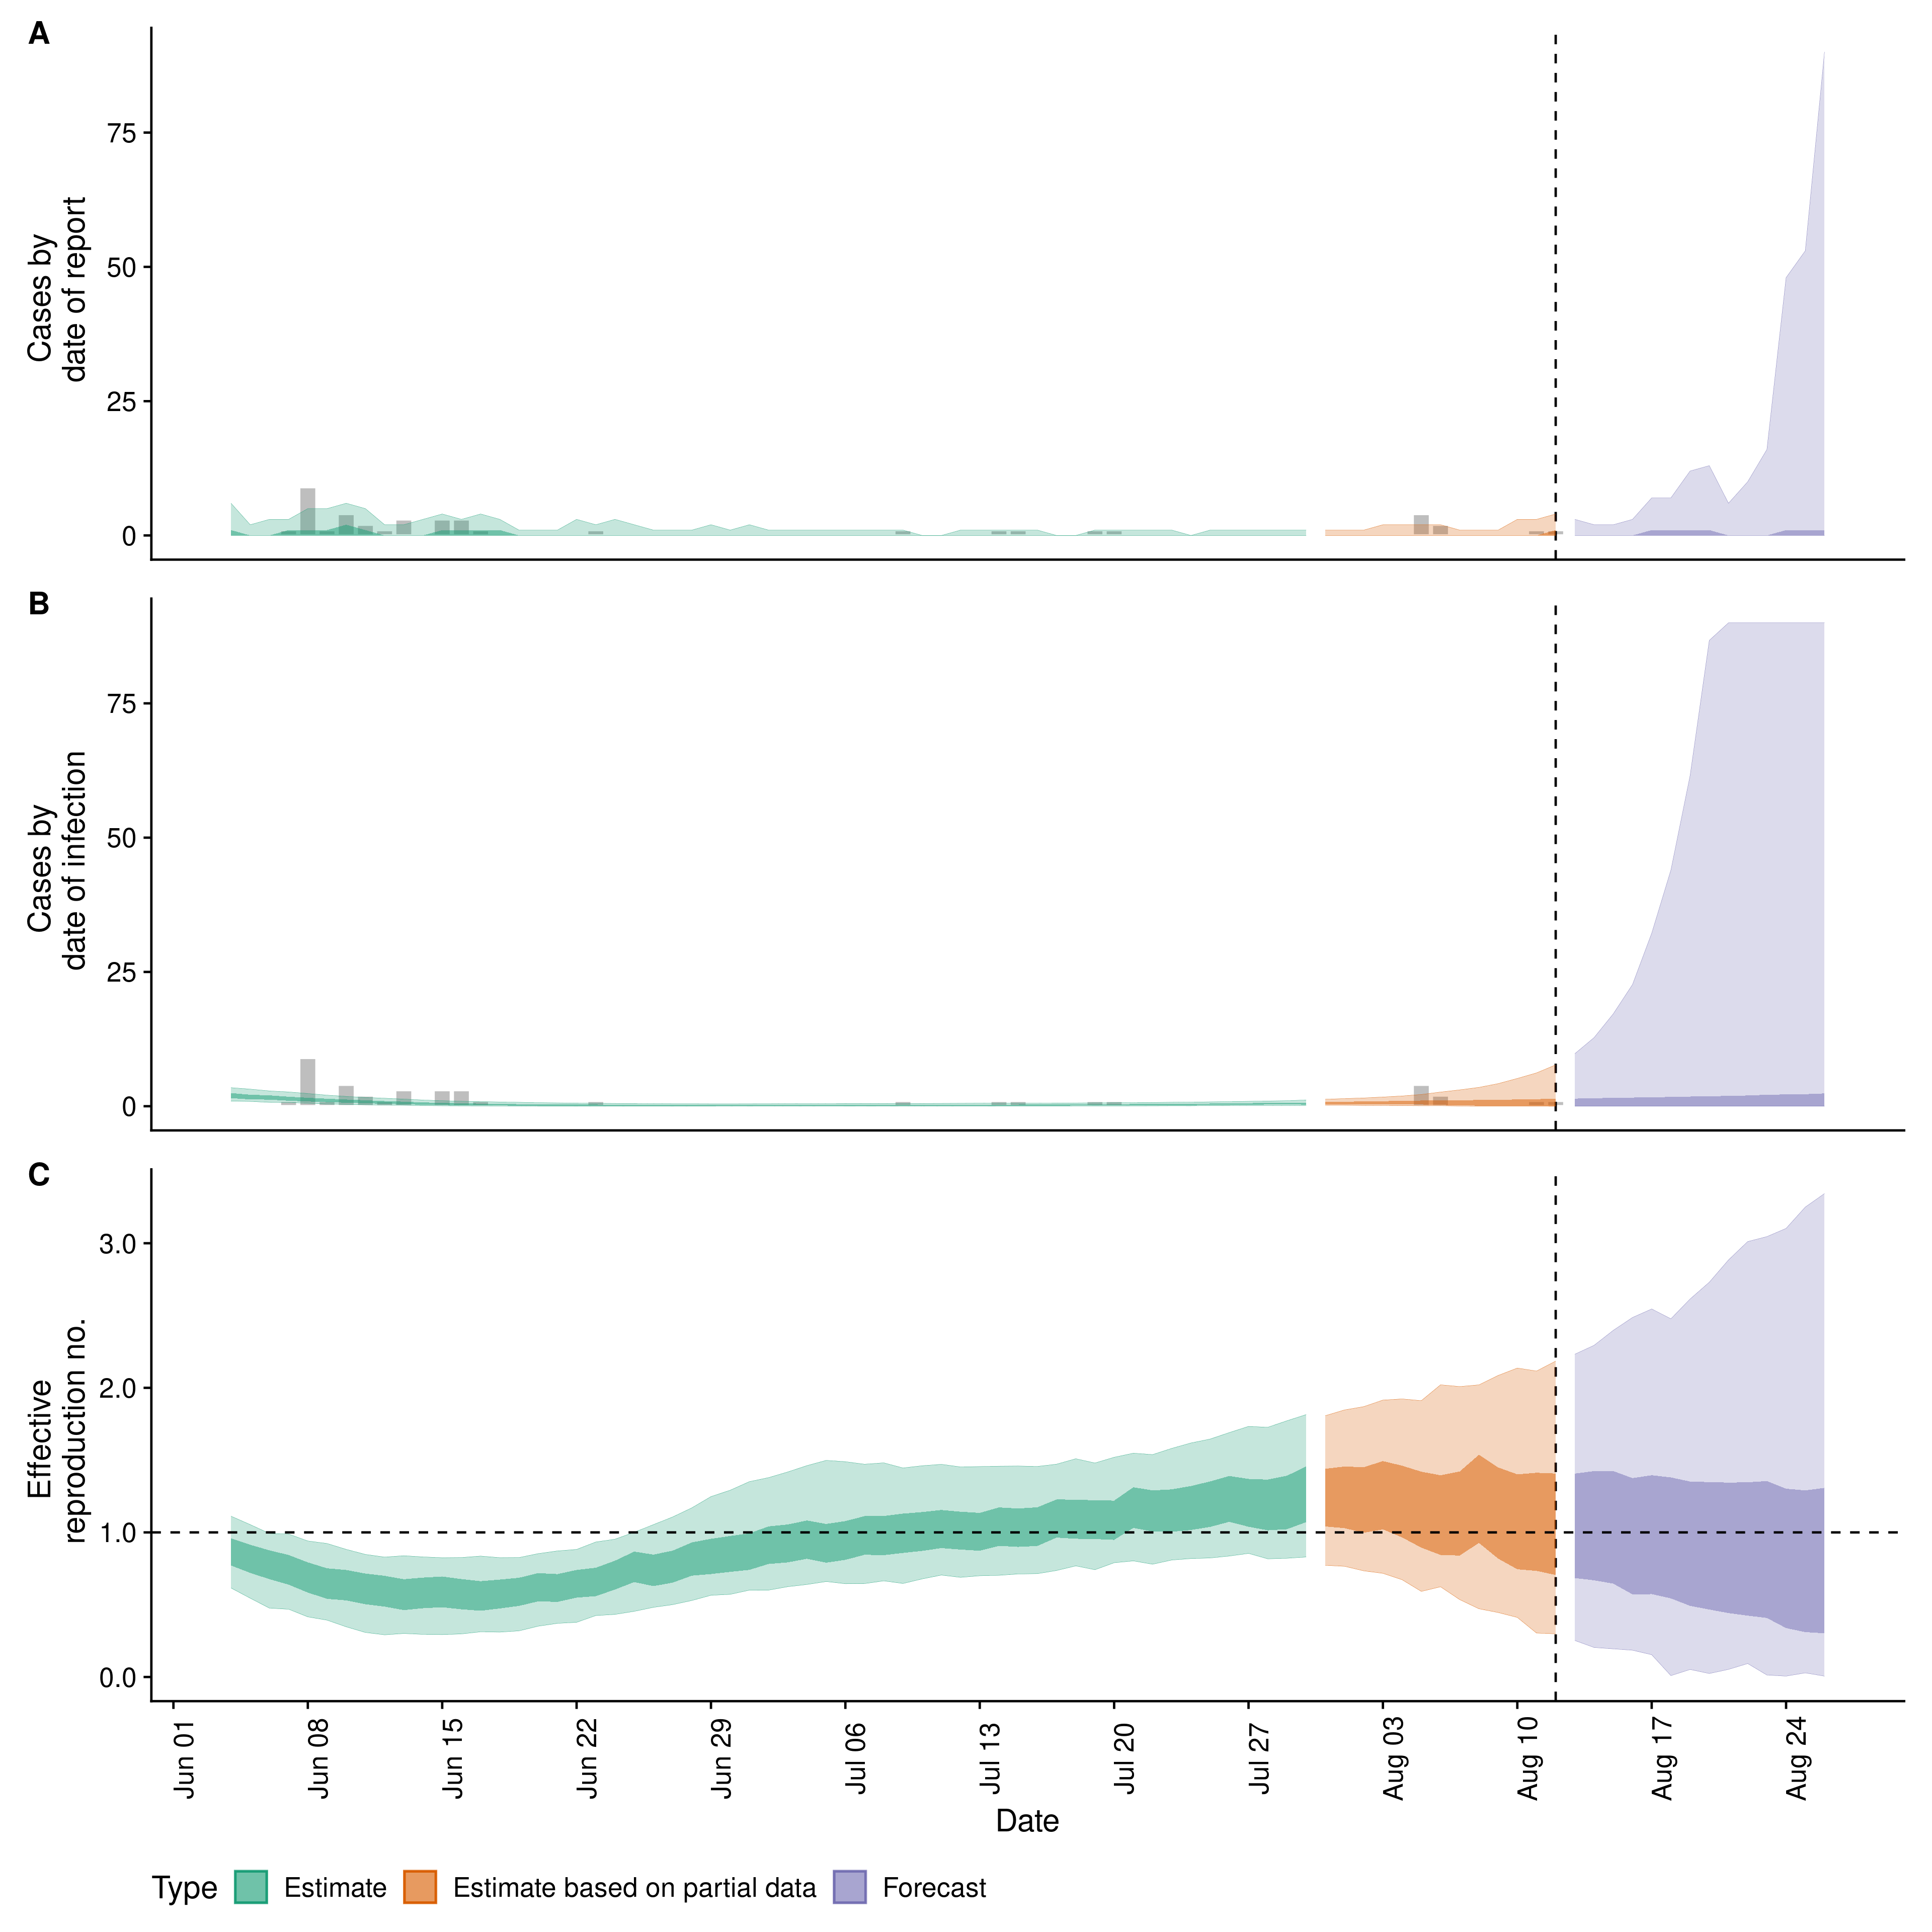 A
Cases by
date of report
75
50
25
0
B
Cases by
date of infection
75
50
25
0
C
Effective
reproduction no.
3.0
2.0
1.0
0.0
Jun 01
Jun 08
Jun 15
Jun 22
Jun 29
Jul 06
Jul 13
Jul 20
Jul 27
Aug 03
Aug 10
Aug 17
Aug 24
Date
Type Estimate Estimate based on partial data Forecast